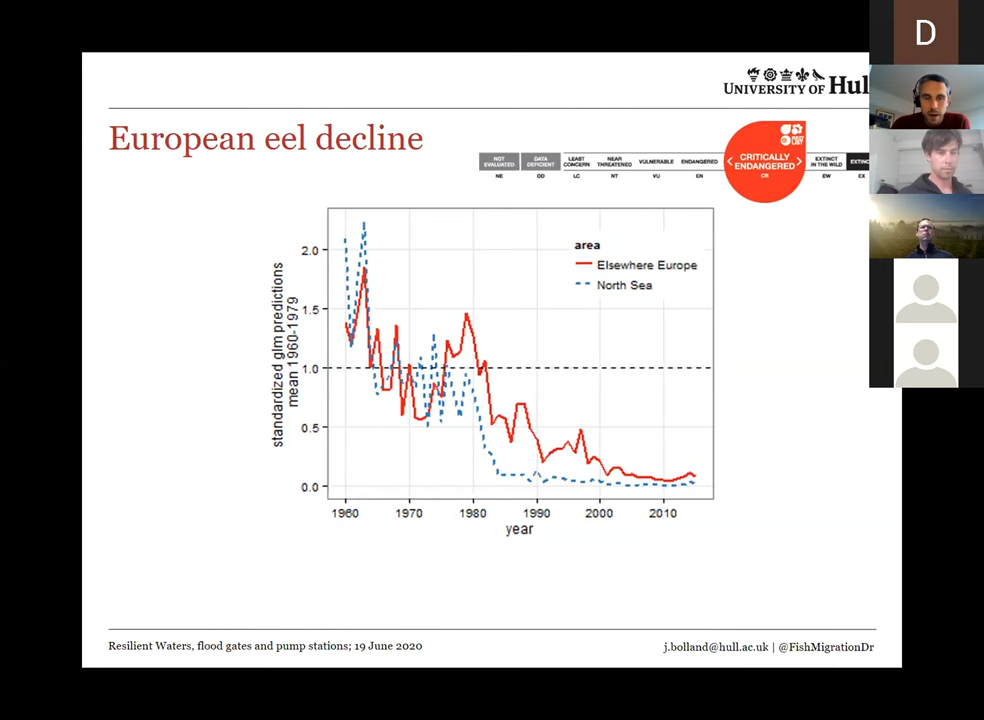 D
UNIVERSITY OF Hul
European eel decline
NOT EVALUATED
DATA DEFICIENT
LEAST CONCERN
NEAR THREATENED
VULNERABLE
ENDANGERED
CRITICALLY ENDANGERED
EXTINCT IN THE WILD
EXTINC
NE
DD
LC
NT
VU
EN
CR
EW
EX
standardized glm predictions
mean 1960-1979
2.0
1.5
1.0
0.5
0.0
area
Elsewhere Europe
North Sea
1960 1970 1980 1990 2000 2010
year
Resilient Waters, flood gates and pump stations; 19 June 2020
j.bolland@hull.ac.uk | @FishMigrationDr